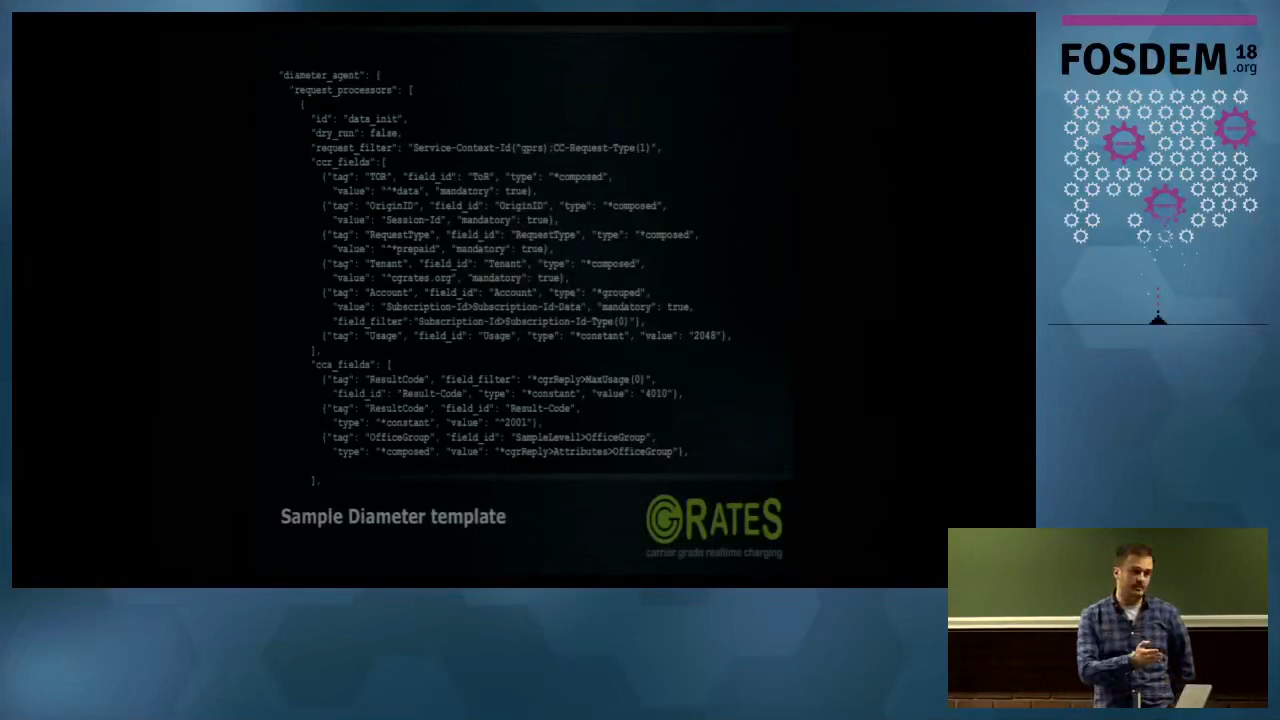 "diameter_agent": {
"request_processors": [
{
"id": "data_init",
"dry_run": false,
"request_filter": "Service-Context-Id(^gprs);CC-Request-Type(1)",
"ccr_fields":[
{"tag": "TOR", "field_id": "ToR", "type": "*composed",
"value": "^*data", "mandatory": true},
{"tag": "OriginID", "field_id": "OriginID", "type": "*composed",
"value": "Session-Id", "mandatory": true},
{"tag": "RequestType", "field_id": "RequestType", "type": "*composed",
"value": "^*prepaid", "mandatory": true},
{"tag": "Tenant", "field_id": "Tenant", "type": "*composed",
"value": "^cgrates.org", "mandatory": true},
{"tag": "Account", "field_id": "Account", "type": "*grouped",
"value": "Subscription-Id>Subscription-Id-Data", "mandatory": true,
"field_filter":"Subscription-Id>Subscription-Id-Type(0)"},
{"tag": "Usage", "field_id": "Usage", "type": "*constant", "value": "2048"},
],
"cca_fields": [
{"tag": "ResultCode", "field_filter": "*cgrReply>MaxUsage(0)",
"field_id": "Result-Code", "type": "*constant", "value": "4010"},
{"tag": "ResultCode", "field_id": "Result-Code",
"type": "*constant", "value": "^2001"},
{"tag": "OfficeGroup", "field_id": "SampleLevel1>OfficeGroup",
"type": "*composed", "value": "*cgrReply>Attributes>OfficeGroup"},
],
Sample Diameter template
CGRATES
carrier grade realtime charging
FOSDEM 18
.org